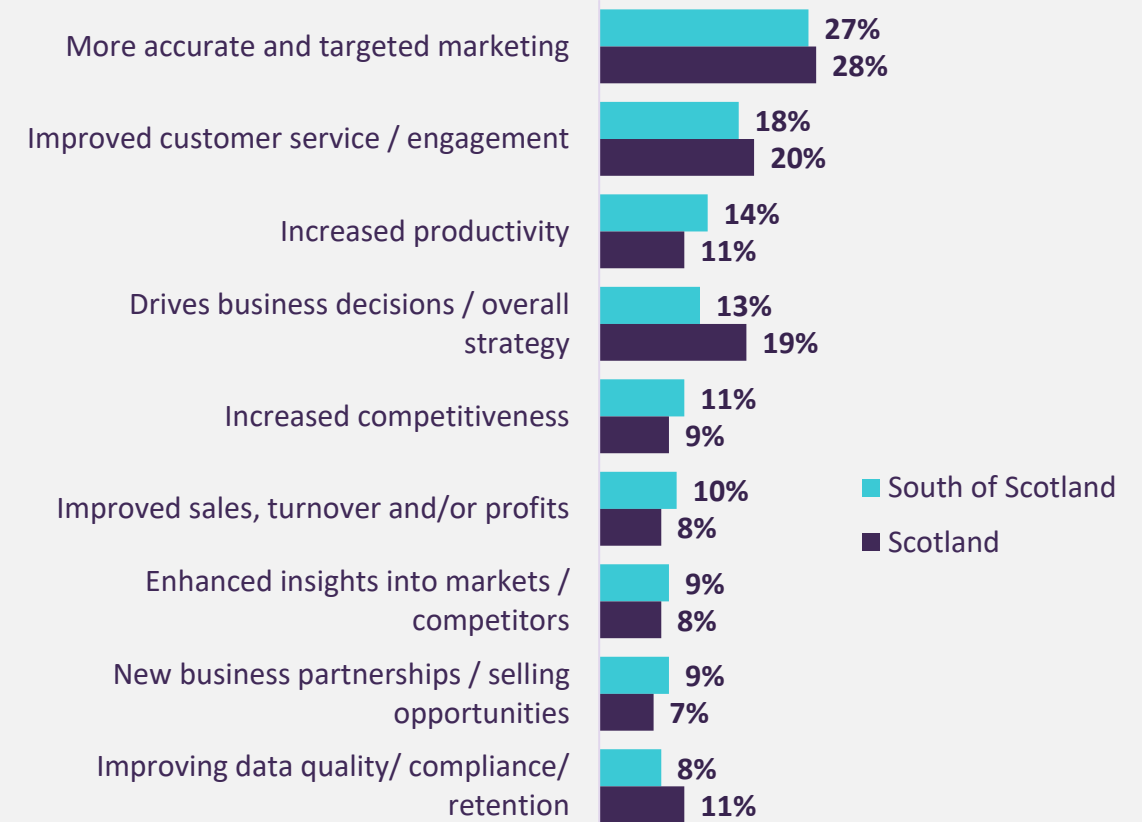 More accurate and targeted marketing
27%
28%
Improved customer service / engagement
18%
20%
Increased productivity
14%
11%
Drives business decisions / overall
strategy
13%
19%
Increased competitiveness
11%
9%
Improved sales, turnover and/or profits
10%
8%
Enhanced insights into markets /
competitors
9%
8%
New business partnerships / selling
opportunities
9%
7%
Improving data quality/ compliance/
retention
8%
11%
South of Scotland
Scotland